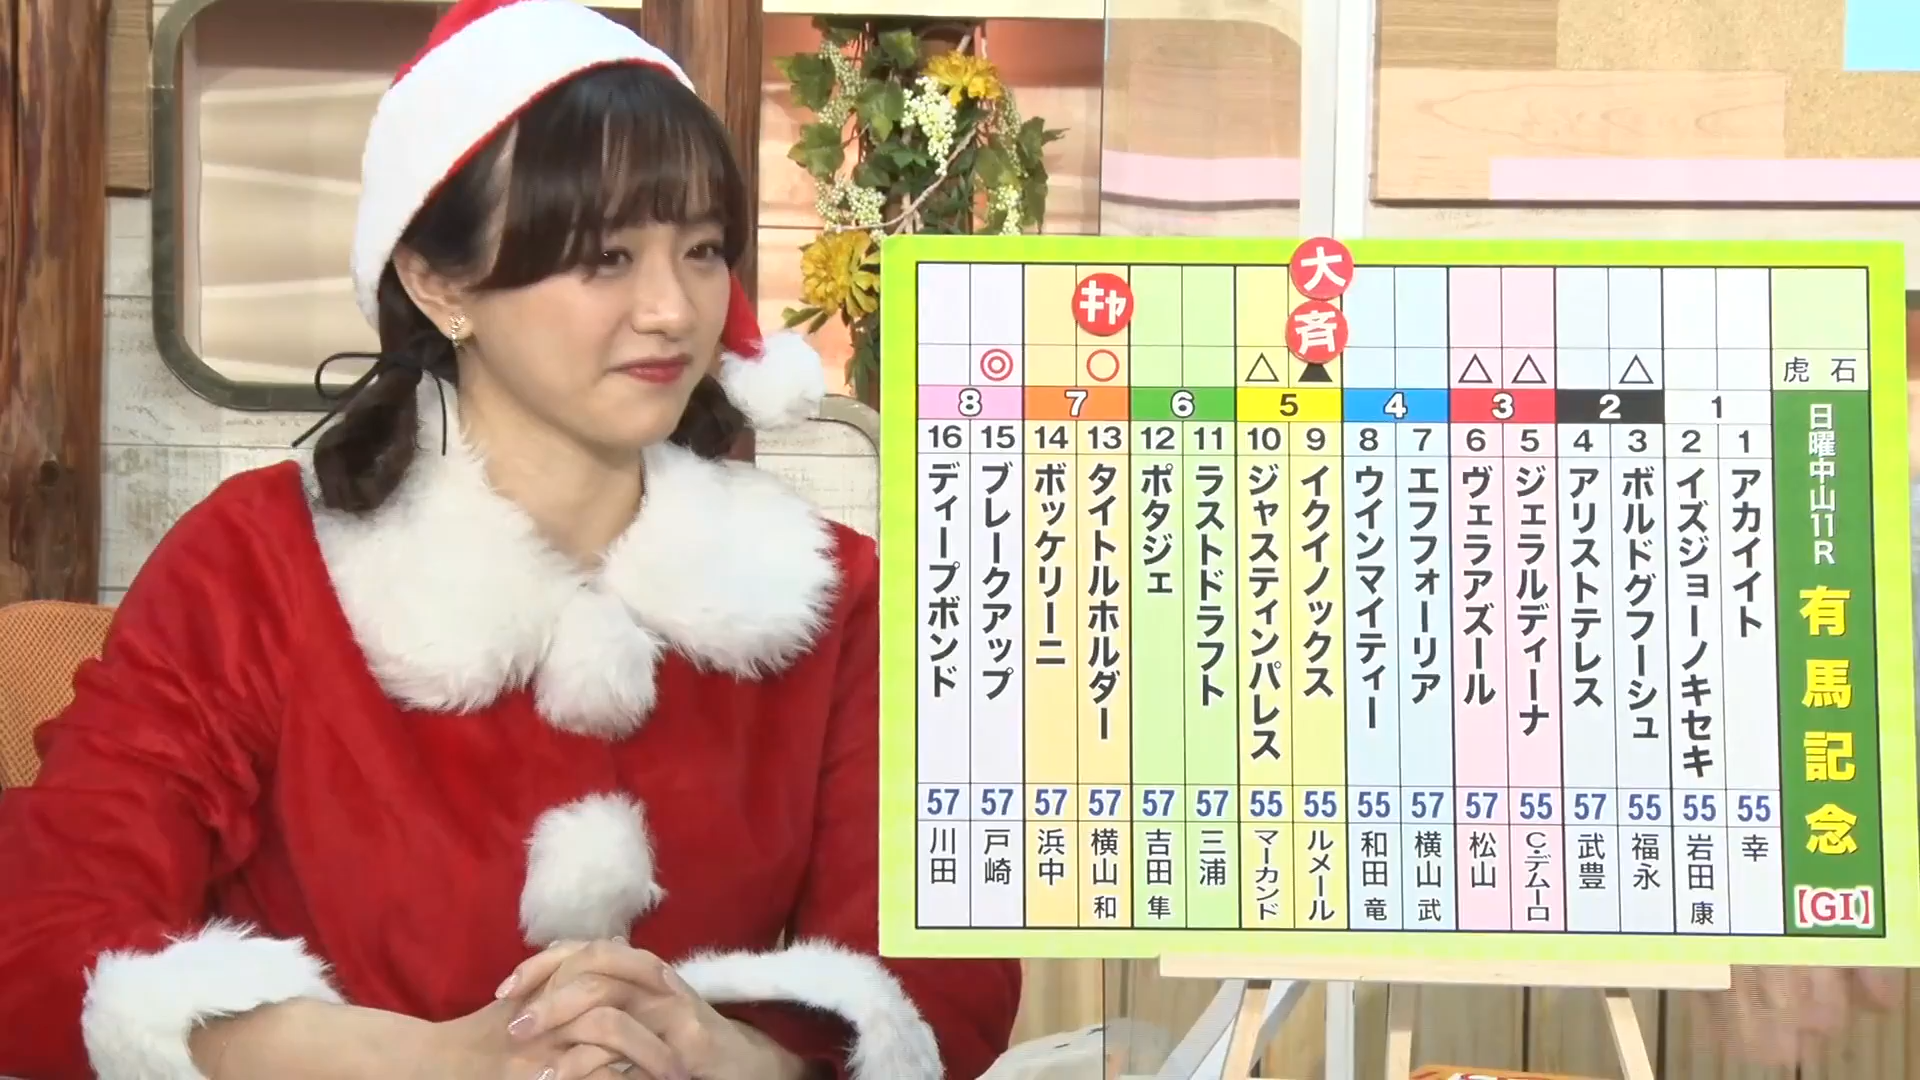 虎石
日曜中山11R
有馬記念
【GI】
1
1
アカイイト
55
幸
2
イズジョーノキセキ
55
岩田康
2
△
3
ボルドグフーシュ
55
福永
4
アリストテレス
57
武豊
3
△
5
ジェラルディーナ
55
C・デムーロ
△
6
ヴェラアズール
57
松山
4
7
エフフォーリア
57
横山武
8
ウインマイティー
55
和田竜
5
大
斉
▲
9
イクイノックス
55
ルメール
△
10
ジャスティンパレス
55
マーカンド
6
11
ラストドラフト
57
三浦
12
ポタジェ
57
吉田隼
7
キャ
○
13
タイトルホルダー
57
横山和
14
ボッケリーニ
57
浜中
8
◎
15
ブレークアップ
57
戸崎
16
ディープボンド
57
川田